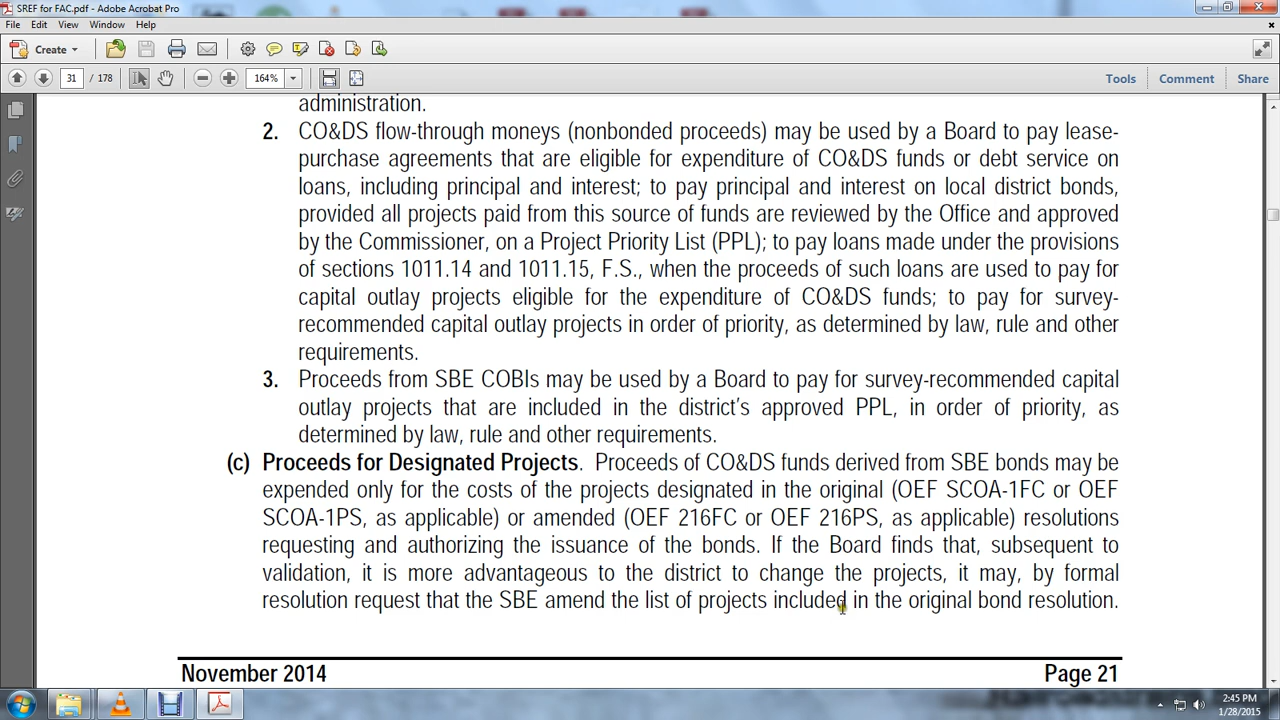 SREF for FAC.pdf - Adobe Acrobat Pro
File Edit View Window Help
Create
31 / 178 164% Tools Comment Share
administration.
2. CO&DS flow-through moneys (nonbonded proceeds) may be used by a Board to pay lease-
purchase agreements that are eligible for expenditure of CO&DS funds or debt service on
loans, including principal and interest; to pay principal and interest on local district bonds,
provided all projects paid from this source of funds are reviewed by the Office and approved
by the Commissioner, on a Project Priority List (PPL); to pay loans made under the provisions
of sections 1011.14 and 1011.15, F.S., when the proceeds of such loans are used to pay for
capital outlay projects eligible for the expenditure of CO&DS funds; to pay for survey-
recommended capital outlay projects in order of priority, as determined by law, rule and other
requirements.
3. Proceeds from SBE COBIs may be used by a Board to pay for survey-recommended capital
outlay projects that are included in the district's approved PPL, in order of priority, as
determined by law, rule and other requirements.
(c) Proceeds for Designated Projects. Proceeds of CO&DS funds derived from SBE bonds may be
expended only for the costs of the projects designated in the original (OEF SCOA-1FC or OEF
SCOA-1PS, as applicable) or amended (OEF 216FC or OEF 216PS, as applicable) resolutions
requesting and authorizing the issuance of the bonds. If the Board finds that, subsequent to
validation, it is more advantageous to the district to change the projects, it may, by formal
resolution request that the SBE amend the list of projects included in the original bond resolution.
November 2014 Page 21
2:45 PM
1/28/2015